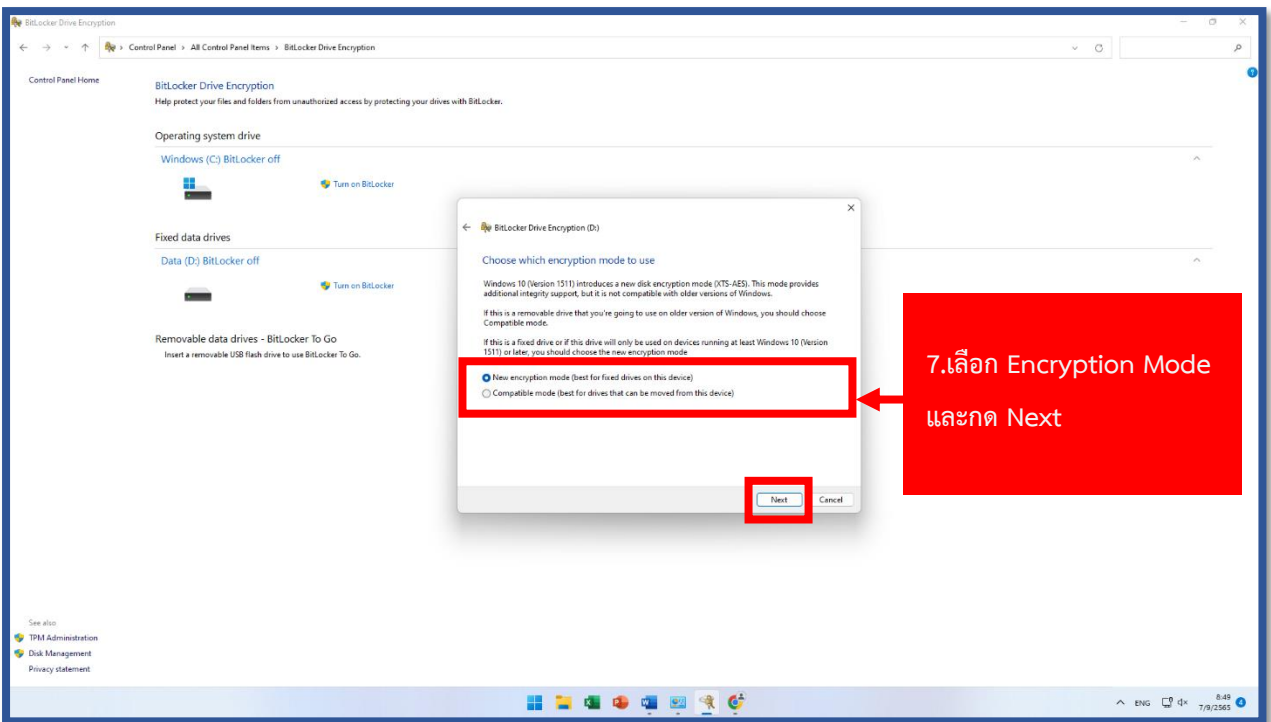 BitLocker Drive Encryption
Control Panel > All Control Panel Items > BitLocker Drive Encryption
Control Panel Home
BitLocker Drive Encryption
Help protect your files and folders from unauthorized access by protecting your drives with BitLocker.
Operating system drive
Windows (C:) BitLocker off
Turn on BitLocker
Fixed data drives
Data (D:) BitLocker off
Turn on BitLocker
Removable data drives - BitLocker To Go
Insert a removable USB flash drive to use BitLocker To Go.
BitLocker Drive Encryption (D:)
Choose which encryption mode to use
Windows 10 (Version 1511) introduces a new disk encryption mode (XTS-AES). This mode provides
additional integrity support, but it is not compatible with older versions of Windows.
If this is a removable drive that you're going to use on older version of Windows, you should choose
Compatible mode.
If this is a fixed drive or if this drive will only be used on devices running at least Windows 10 (Version
1511) or later, you should choose the new encryption mode
New encryption mode (best for fixed drives on this device)
Compatible mode (best for drives that can be moved from this device)
Next
Cancel
7.เลือก Encryption Mode
และกด Next
See also
TPM Administration
Disk Management
Privacy statement
ENG
8:49
7/9/2565
4